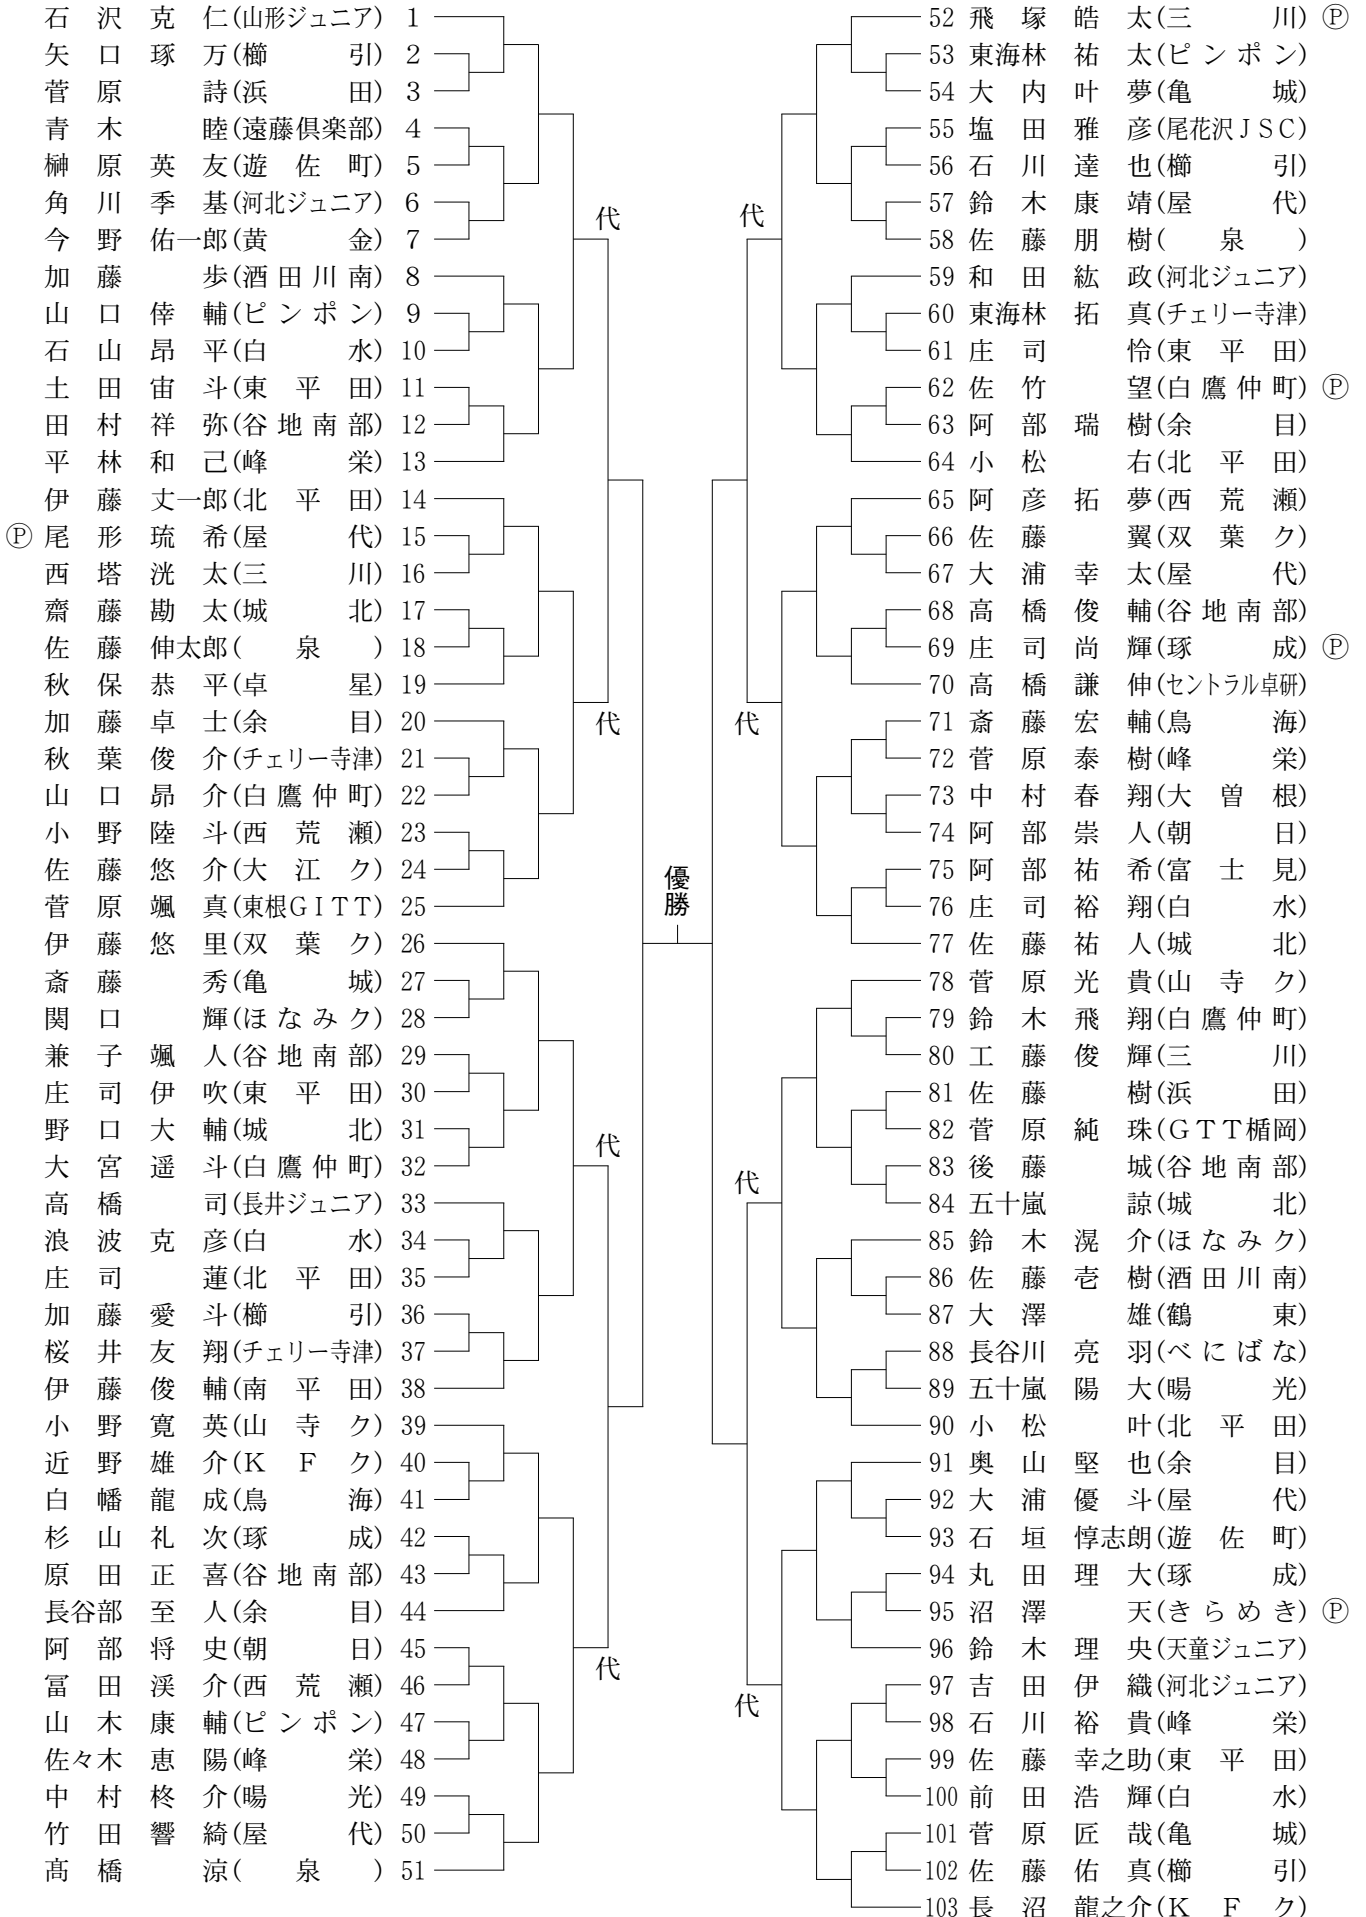 石沢克仁(山形ジュニア) 1
矢口琢万(櫛引) 2
菅原詩(浜田) 3
青木睦(遠藤倶楽部) 4
榊原英友(遊佐町) 5
角川季基(河北ジュニア) 6
今野佑一郎(黄金) 7
加藤歩(酒田川南) 8
山口倖輔(ピンポン) 9
石山昂平(白水) 10
土田宙斗(東平田) 11
田村祥弥(谷地南部) 12
平林和己(峰栄) 13
伊藤丈一郎(北平田) 14
Ⓟ 尾形琉希(屋代) 15
西塔洸太(三川) 16
齋藤勘太(城北) 17
佐藤伸太郎(泉) 18
秋保恭平(卓星) 19
加藤卓士(余目) 20
秋葉俊介(チェリー寺津) 21
山口昴介(白鷹仲町) 22
小野陸斗(西荒瀬) 23
佐藤悠介(大江ク) 24
菅原颯真(東根GITT) 25
伊藤悠里(双葉ク) 26
斎藤秀(亀城) 27
関口輝(ほなみク) 28
兼子颯人(谷地南部) 29
庄司伊吹(東平田) 30
野口大輔(城北) 31
大宮遥斗(白鷹仲町) 32
高橋司(長井ジュニア) 33
浪波克彦(白水) 34
庄司蓮(北平田) 35
加藤愛斗(櫛引) 36
桜井友翔(チェリー寺津) 37
伊藤俊輔(南平田) 38
小野寛英(山寺ク) 39
近野雄介(KFク) 40
白幡龍成(鳥海) 41
杉山礼次(琢成) 42
原田正喜(谷地南部) 43
長谷部至人(余目) 44
阿部将史(朝日) 45
冨田渓介(西荒瀬) 46
山木康輔(ピンポン) 47
佐々木恵陽(峰栄) 48
中村柊介(暘光) 49
竹田響綺(屋代) 50
髙橋涼(泉) 51
代
代
代
代
優勝
代
代
代
代
52 飛塚皓太(三川) Ⓟ
53 東海林祐太(ピンポン)
54 大内叶夢(亀城)
55 塩田雅彦(尾花沢JSC)
56 石川達也(櫛引)
57 鈴木康靖(屋代)
58 佐藤朋樹(泉)
59 和田紘政(河北ジュニア)
60 東海林拓真(チェリー寺津)
61 庄司怜(東平田)
62 佐竹望(白鷹仲町) Ⓟ
63 阿部瑞樹(余目)
64 小松右(北平田)
65 阿彦拓夢(西荒瀬)
66 佐藤翼(双葉ク)
67 大浦幸太(屋代)
68 高橋俊輔(谷地南部)
69 庄司尚輝(琢成) Ⓟ
70 高橋謙伸(セントラル卓研)
71 斎藤宏輔(鳥海)
72 菅原泰樹(峰栄)
73 中村春翔(大曽根)
74 阿部崇人(朝日)
75 阿部祐希(富士見)
76 庄司裕翔(白水)
77 佐藤祐人(城北)
78 菅原光貴(山寺ク)
79 鈴木飛翔(白鷹仲町)
80 工藤俊輝(三川)
81 佐藤樹(浜田)
82 菅原純珠(GTT楯岡)
83 後藤城(谷地南部)
84 五十嵐諒(城北)
85 鈴木滉介(ほなみク)
86 佐藤壱樹(酒田川南)
87 大澤雄(鶴東)
88 長谷川亮羽(べにばな)
89 五十嵐陽大(暘光)
90 小松叶(北平田)
91 奥山堅也(余目)
92 大浦優斗(屋代)
93 石垣惇志朗(遊佐町)
94 丸田理大(琢成)
95 沼澤天(きらめき) Ⓟ
96 鈴木理央(天童ジュニア)
97 吉田伊織(河北ジュニア)
98 石川裕貴(峰栄)
99 佐藤幸之助(東平田)
100 前田浩輝(白水)
101 菅原匠哉(亀城)
102 佐藤佑真(櫛引)
103 長沼龍之介(KFク)